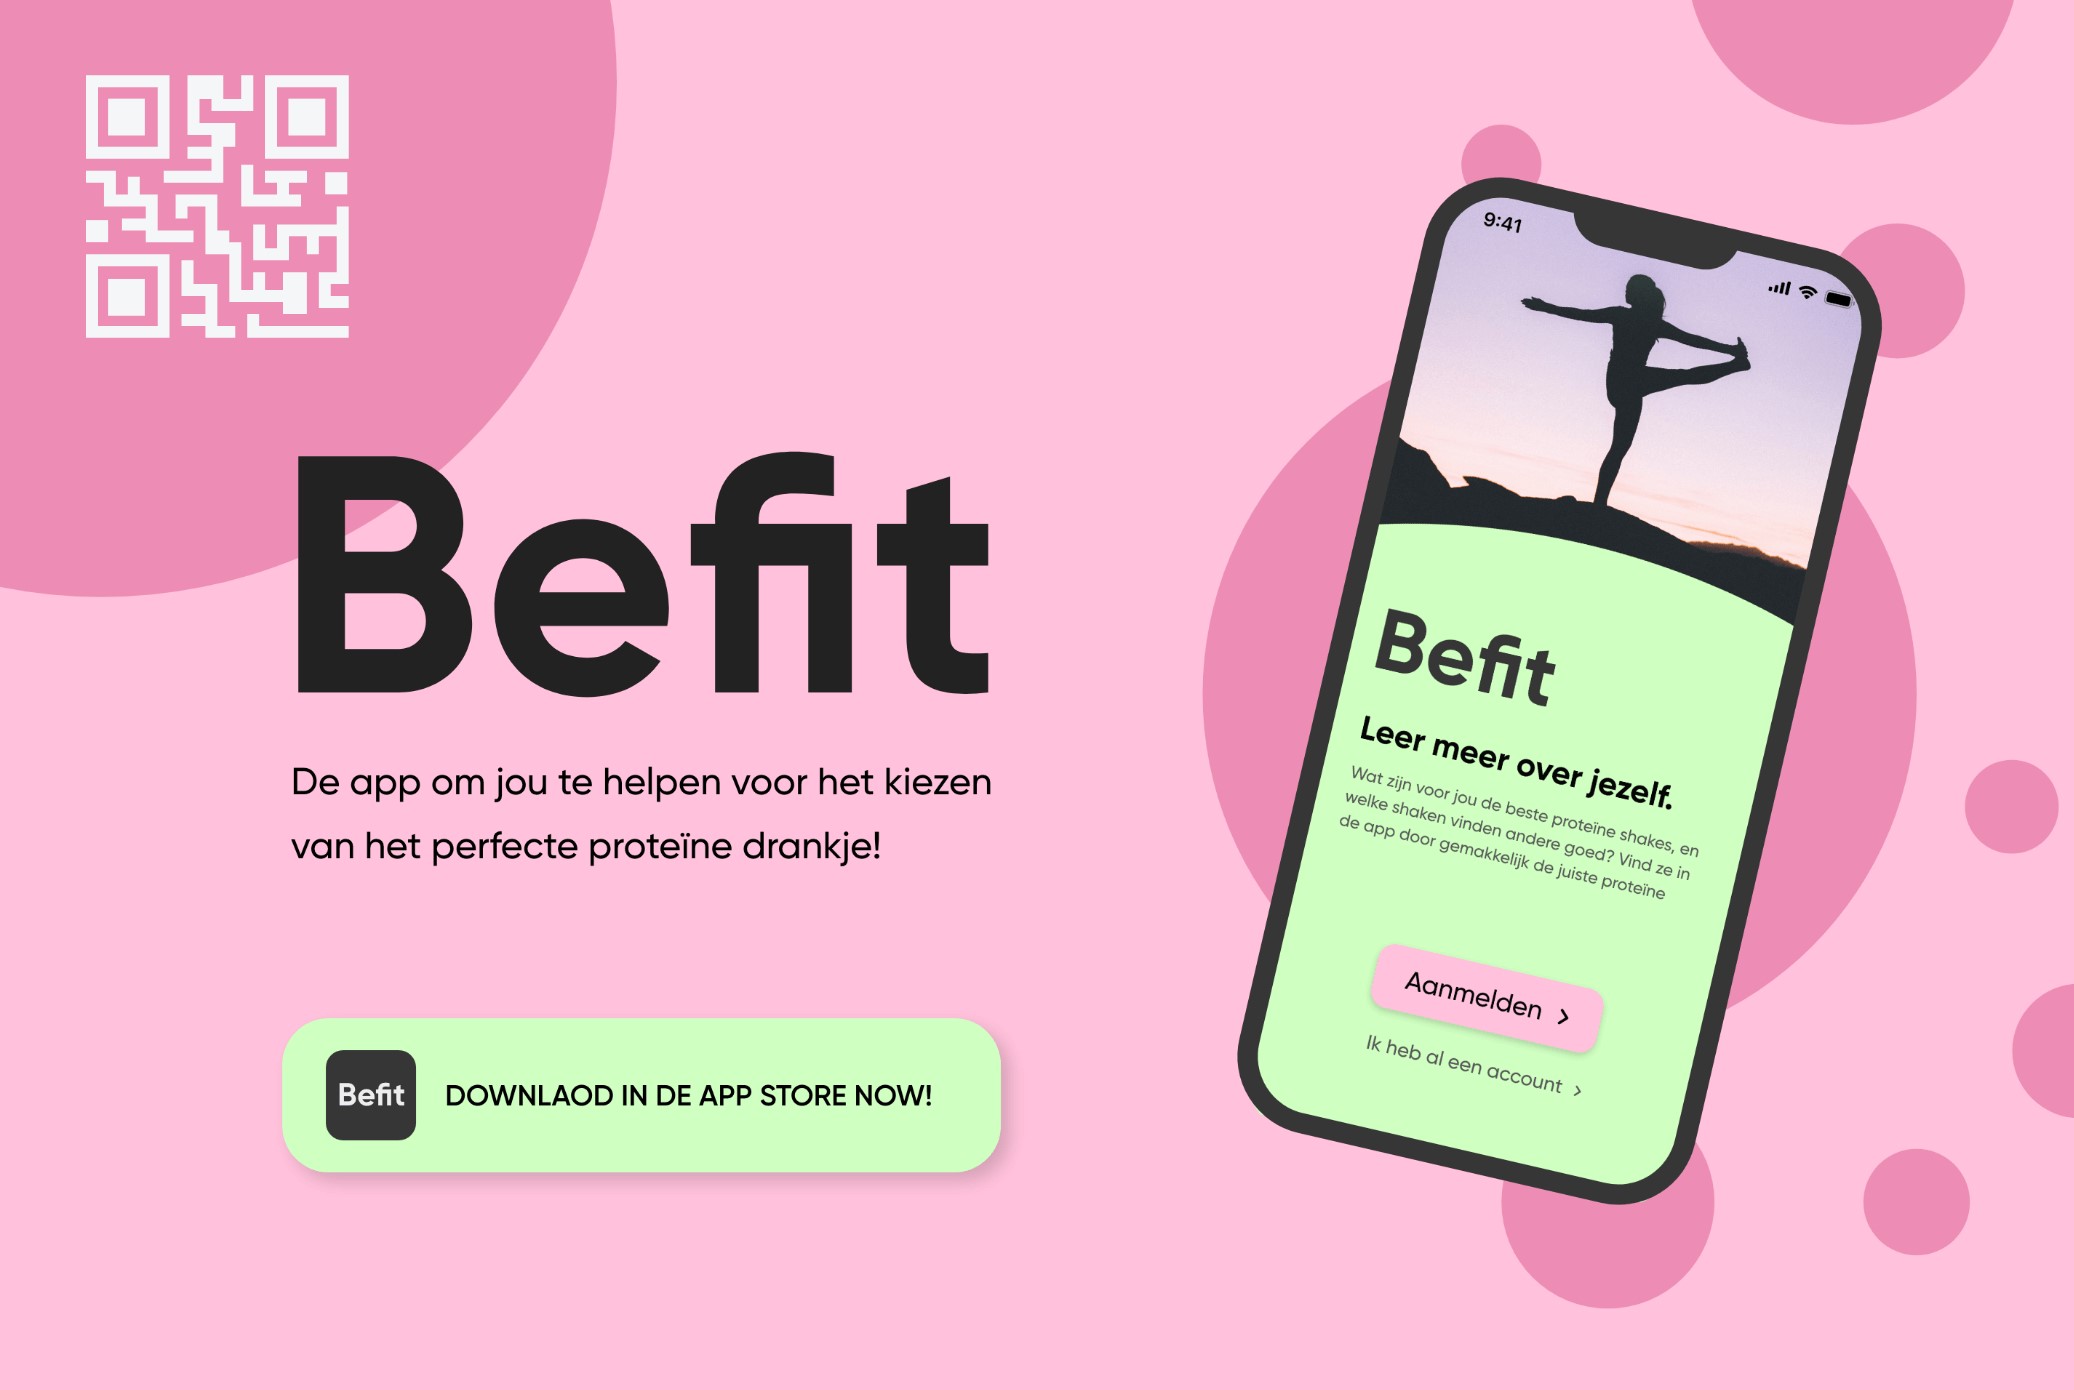 Befit
De app om jou te helpen voor het kiezen
van het perfecte proteïne drankje!
Befit
DOWNLAOD IN DE APP STORE NOW!
9:41
Befit
Leer meer over jezelf.
Wat zijn voor jou de beste proteïne shakes, en
welke shaken vinden andere goed? Vind ze in
de app door gemakkelijk de juiste proteïne
Aanmelden
Ik heb al een account